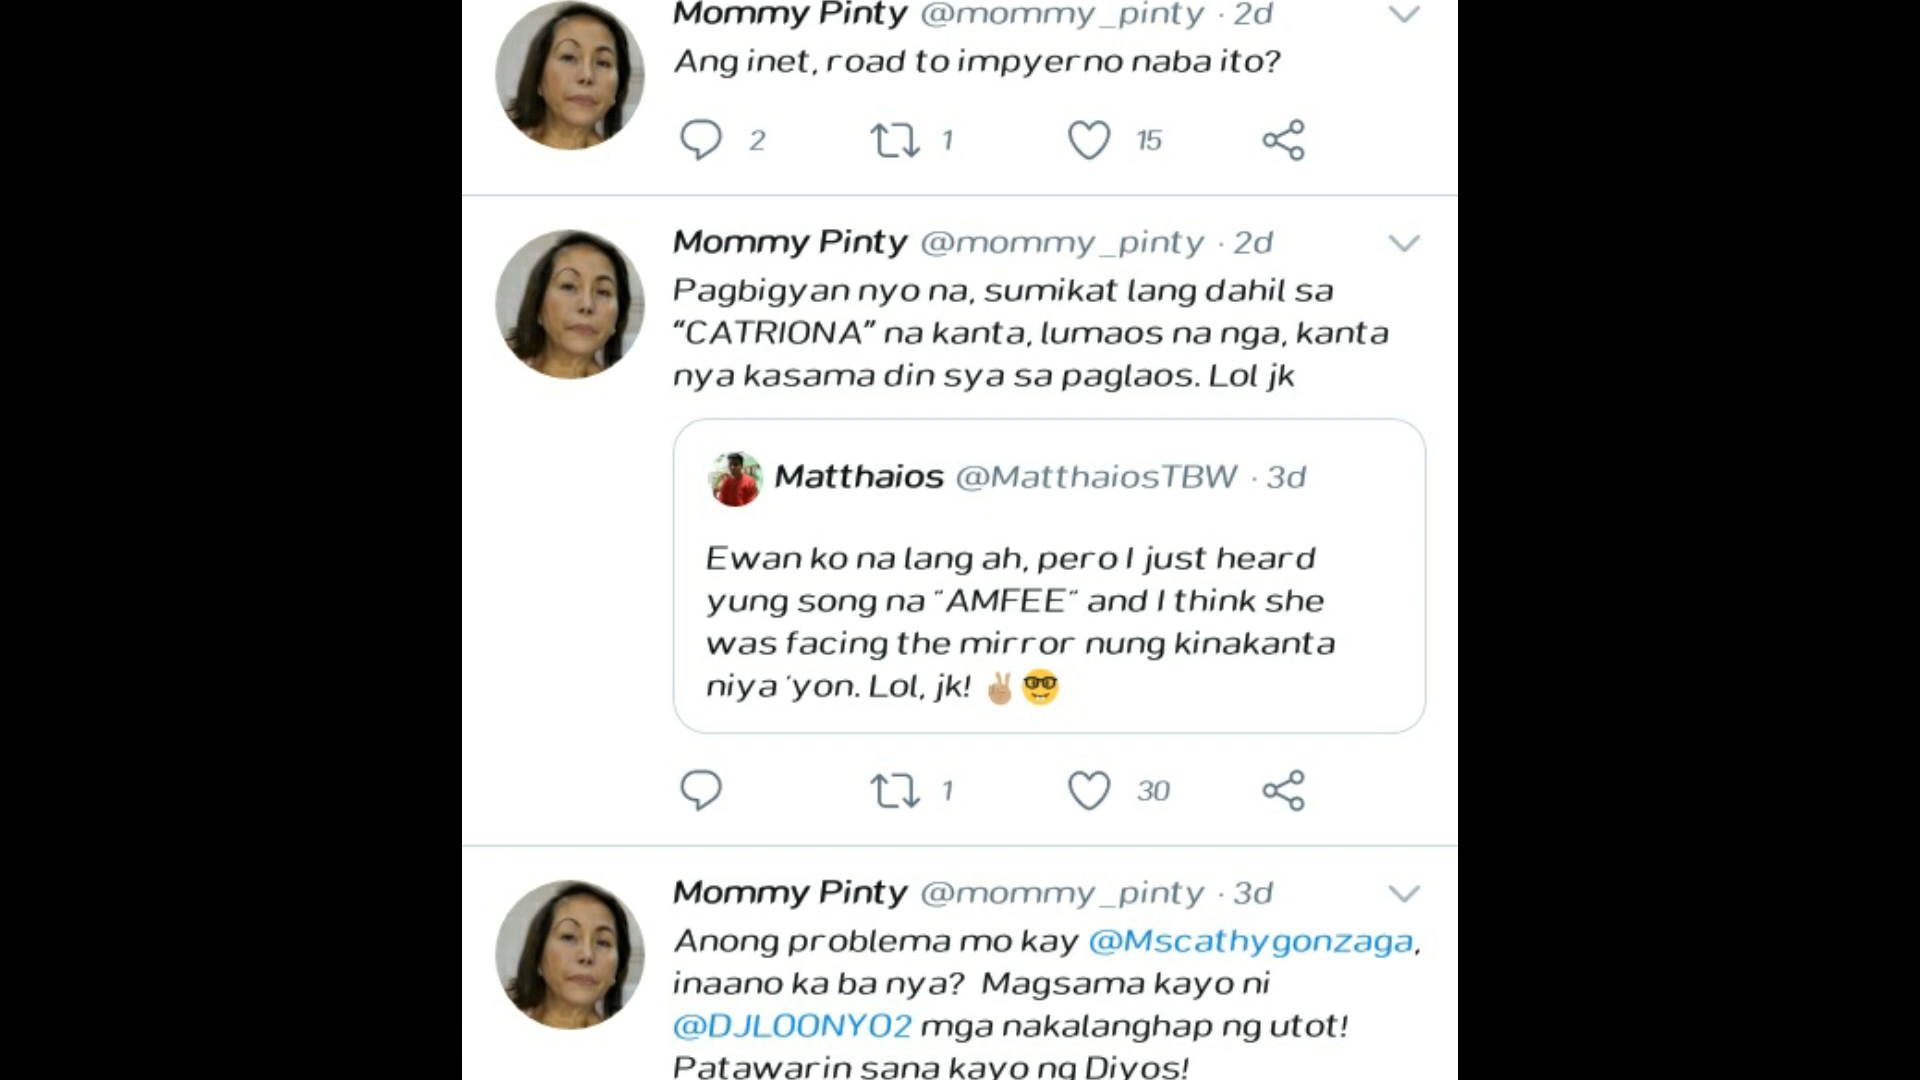 Mommy Pinty @mommy_pinty · 2d
Ang inet, road to impyerno naba ito?
2 1 15
Mommy Pinty @mommy_pinty · 2d
Pagbigyan nyo na, sumikat lang dahil sa
“CATRIONA” na kanta, lumaos na nga, kanta
nya kasama din sya sa paglaos. Lol jk
Matthaios @MatthaiosTBW · 3d
Ewan ko na lang ah, pero I just heard
yung song na "AMFEE" and I think she
was facing the mirror nung kinakanta
niya 'yon. Lol, jk! ✌🏼🤓
1 30
Mommy Pinty @mommy_pinty · 3d
Anong problema mo kay @Mscathygonzaga,
inaano ka ba nya? Magsama kayo ni
@DJLOONYO2 mga nakalanghap ng utot!
Patawarin sana kayo ng Diyos!